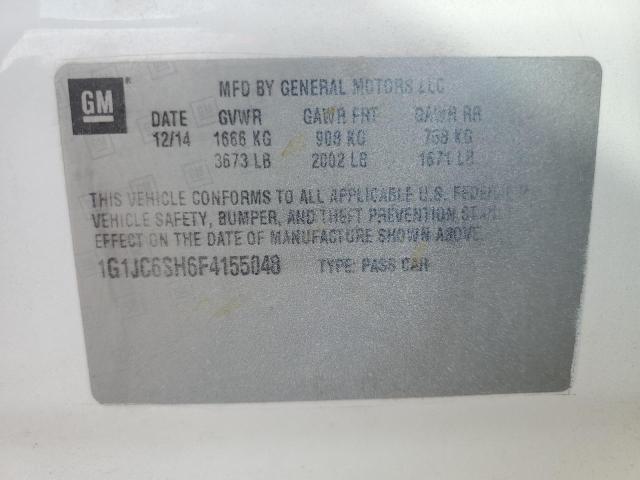 GM ®
MFD BY GENERAL MOTORS LLC
DATE GVWR GAWR FRT GAWR RR
12/14 1666 KG 908 KG 758 KG
3673 LB 2002 LB 1671 LB
THIS VEHICLE CONFORMS TO ALL APPLICABLE U.S. FEDERAL
VEHICLE SAFETY, BUMPER, AND THEFT PREVENTION
EFFECT ON THE DATE OF MANUFACTURE SHOWN ABOVE.
1G1JC6SH6F4155048 TYPE: PASS CAR